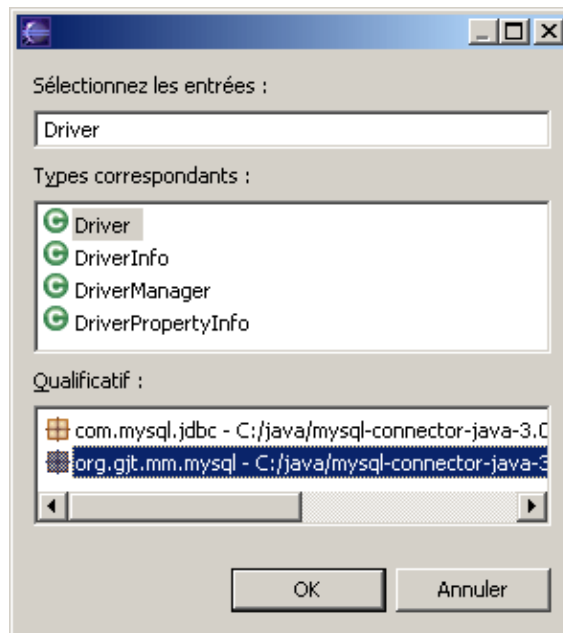 Sélectionnez les entrées :
Driver
Types correspondants :
Driver
DriverInfo
DriverManager
DriverPropertyInfo
Qualificatif :
com.mysql.jdbc - C:/java/mysql-connector-java-3.0
org.gjt.mm.mysql - C:/java/mysql-connector-java-3
OK
Annuler